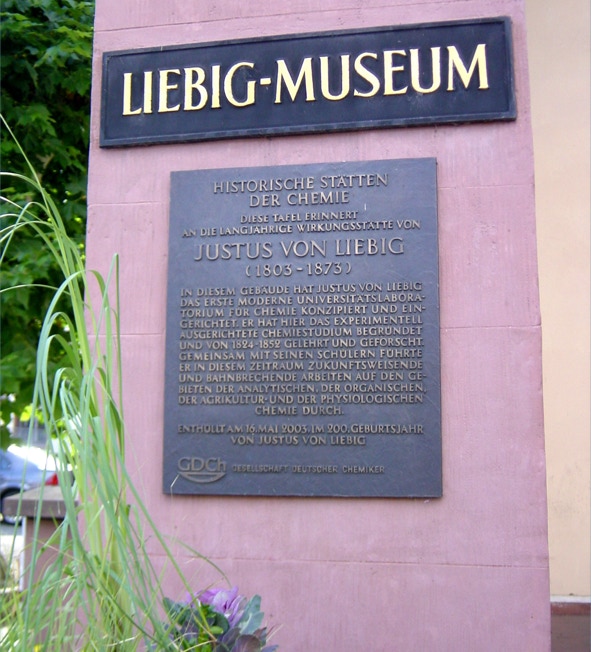 LIEBIG-MUSEUM
HISTORISCHE STÄTTEN
DER CHEMIE
DIESE TAFEL ERINNERT
AN DIE LANGJÄHRIGE WIRKUNGSSTÄTTE VON
JUSTUS VON LIEBIG
(1803-1873)
IN DIESEM GEBÄUDE HAT JUSTUS VON LIEBIG
DAS ERSTE MODERNE UNIVERSITÄTSLABORA-
TORIUM FÜR CHEMIE KONZIPIERT UND EIN-
GERICHTET. ER HAT HIER DAS EXPERIMENTELL
AUSGERICHTETE CHEMIESTUDIUM BEGRÜNDET
UND VON 1824-1852 GELEHRT UND GEFORSCHT.
GEMEINSAM MIT SEINEN SCHÜLERN FÜHRTE
ER IN DIESEM ZEITRAUM ZUKUNFTSWEISENDE
UND BAHNBRECHENDE ARBEITEN AUF DEN GE-
BIETEN DER ANALYTISCHEN, DER ORGANISCHEN,
DER AGRIKULTUR-UND DER PHYSIOLOGISCHEN
CHEMIE DURCH.
ENTHÜLLT AM 16. MAI 2003, IM 200. GEBURTSJAHR
VON JUSTUS VON LIEBIG
GDCh GESELLSCHAFT DEUTSCHER CHEMIKER